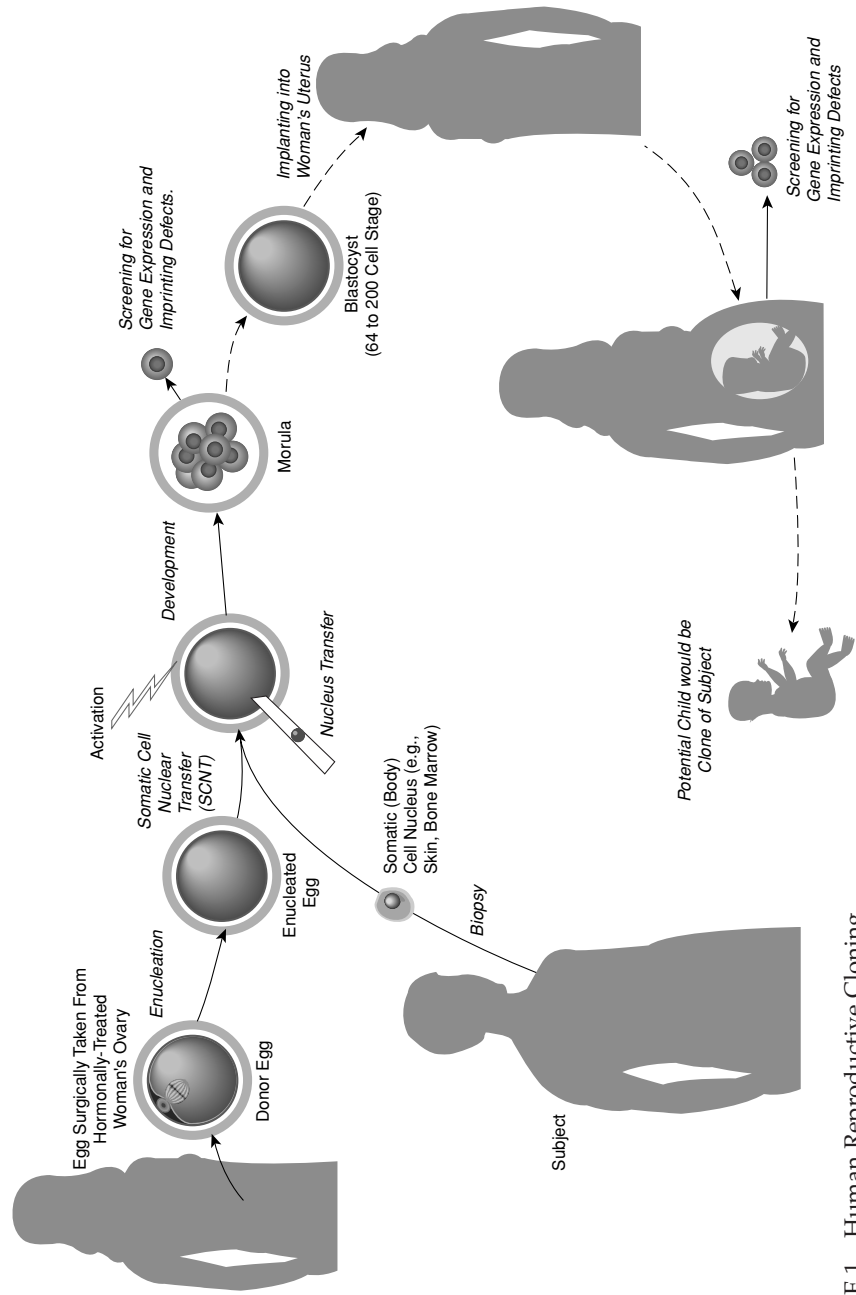 Egg Surgically Taken From
Hormonally-Treated
Woman's Ovary
Donor Egg
Enucleation
Enucleated
Egg
Somatic Cell
Nuclear
Transfer
(SCNT)
Activation
Nucleus Transfer
Development
Morula
Screening for
Gene Expression and
Imprinting Defects.
Blastocyst
(64 to 200 Cell Stage)
Implanting into
Woman's Uterus
Subject
Biopsy
Somatic (Body)
Cell Nucleus (e.g.,
Skin, Bone Marrow)
Potential Child would be
Clone of Subject
Screening for
Gene Expression and
Imprinting Defects
E.1 Human Reproductive Cloning